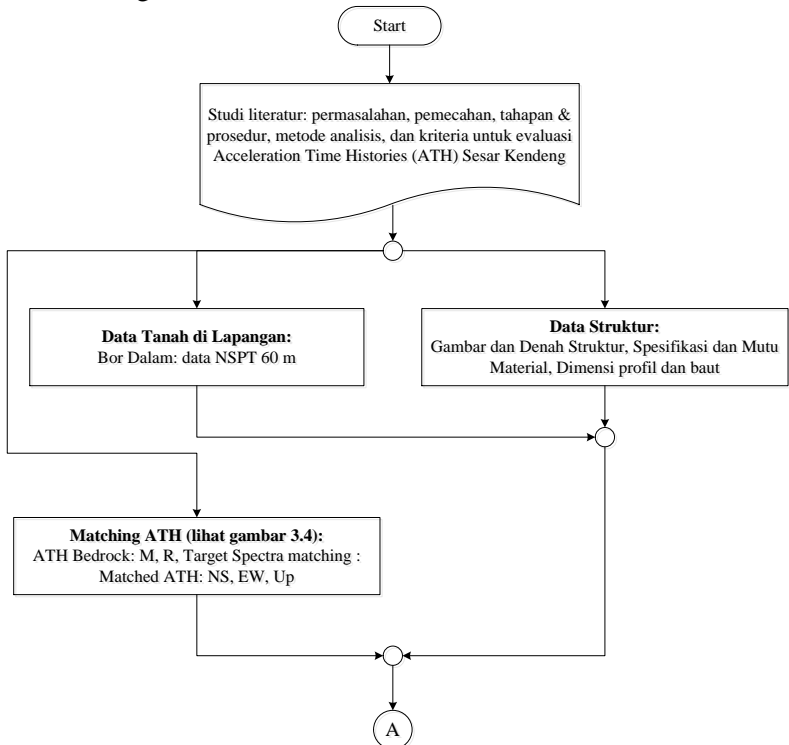 Start
Studi literatur: permasalahan, pemecahan, tahapan &
prosedur, metode analisis, dan kriteria untuk evaluasi
Acceleration Time Histories (ATH) Sesar Kendeng
Data Tanah di Lapangan:
Bor Dalam: data NSPT 60 m
Data Struktur:
Gambar dan Denah Struktur, Spesifikasi dan Mutu
Material, Dimensi profil dan baut
Matching ATH (lihat gambar 3.4):
ATH Bedrock: M, R, Target Spectra matching :
Matched ATH: NS, EW, Up
A